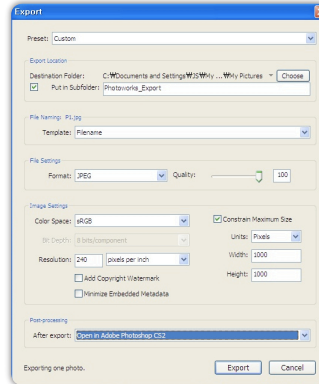 Export
Preset: Custom
Export Location
Destination Folder: C:₩Documents and Settings₩JS₩My ...₩My Pictures Choose
Put in Subfolder: Photoworks_Export
File Naming: P1.jpg
Template: Filename
File Settings
Format: JPEG Quality: 100
Image Settings
Color Space: sRGB Constrain Maximum Size
Bit Depth: 8 bits/component Units: Pixels
Resolution: 240 pixels per inch Width: 1000
Add Copyright Watermark Height: 1000
Minimize Embedded Metadata
Post-processing
After export: Open in Adobe Photoshop CS2
Exporting one photo. Export Cancel